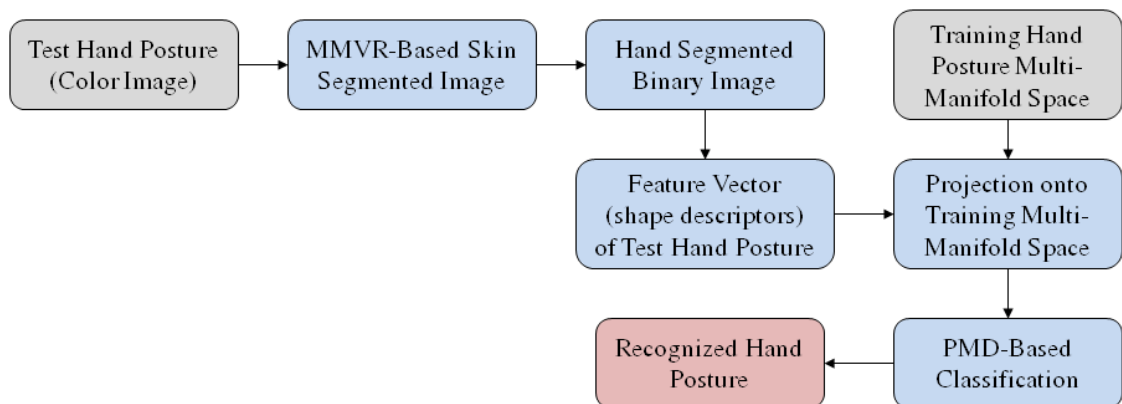 Test Hand Posture
(Color Image)
MMVR-Based Skin
Segmented Image
Hand Segmented
Binary Image
Training Hand
Posture Multi-
Manifold Space
Feature Vector
(shape descriptors)
of Test Hand Posture
Projection onto
Training Multi-
Manifold Space
Recognized Hand
Posture
PMD-Based
Classification